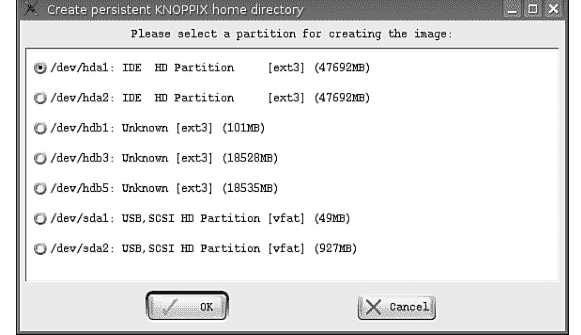 Create persistent KNOPPIX home directory
Please select a partition for creating the image:
/dev/hda1: IDE HD Partition [ext3] (47692MB)
/dev/hda2: IDE HD Partition [ext3] (47692MB)
/dev/hdb1: Unknown [ext3] (101MB)
/dev/hdb3: Unknown [ext3] (18528MB)
/dev/hdb5: Unknown [ext3] (18535MB)
/dev/sda1: USB,SCSI HD Partition [vfat] (49MB)
/dev/sda2: USB,SCSI HD Partition [vfat] (927MB)
OK Cancel